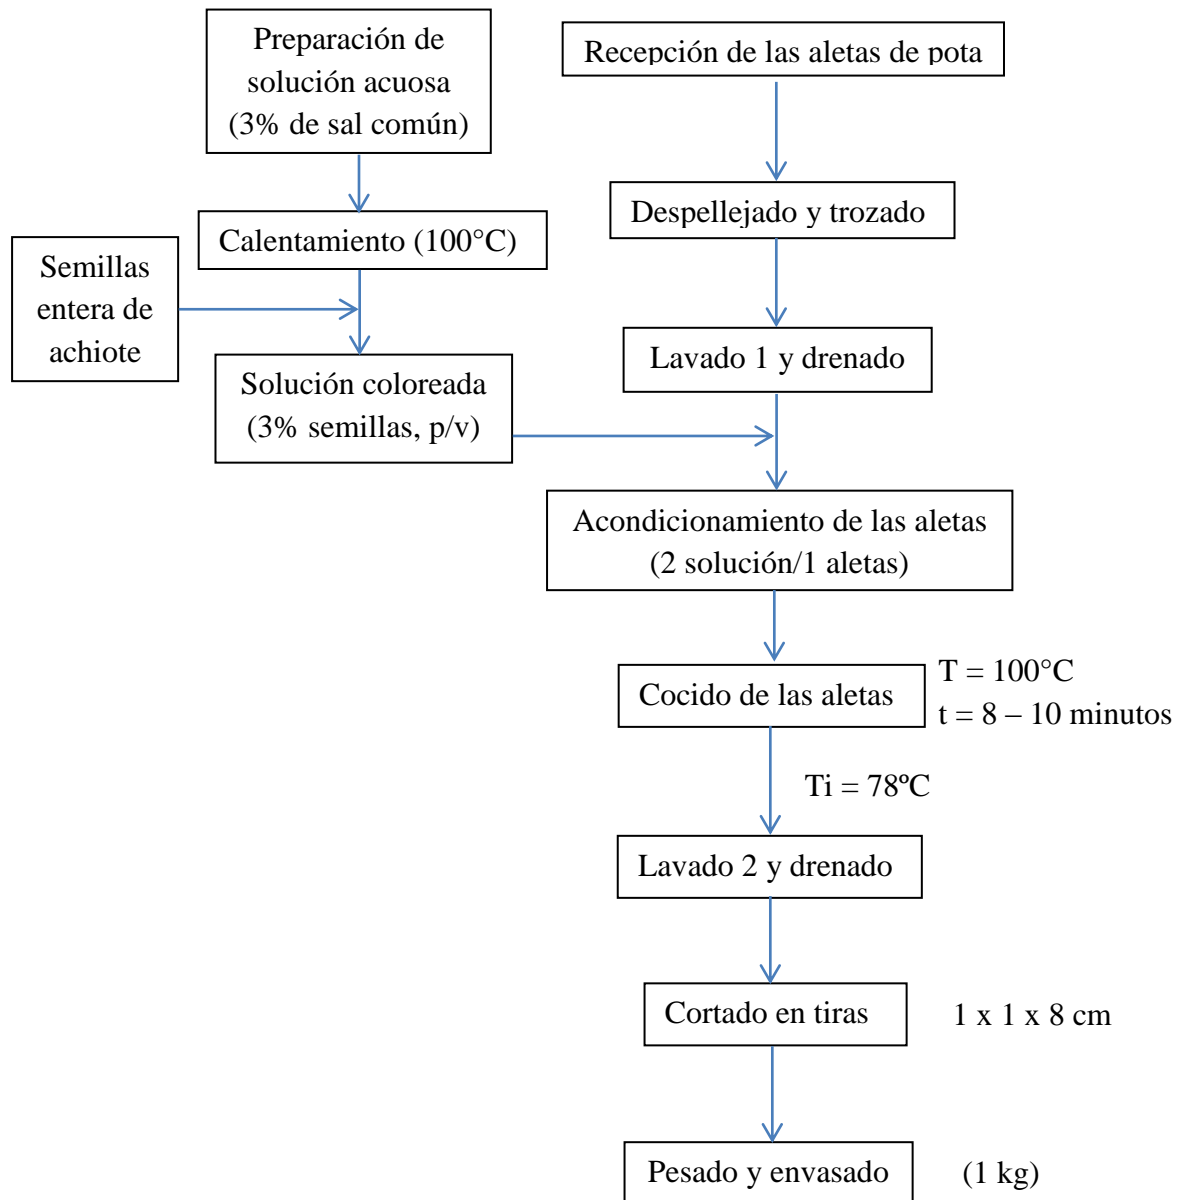 Preparación de
solución acuosa
(3% de sal común)
Recepción de las aletas de pota
Calentamiento (100°C)
Despellejado y trozado
Semillas
entera de
achiote
Solución coloreada
(3% semillas, p/v)
Lavado 1 y drenado
Acondicionamiento de las aletas
(2 solución/1 aletas)
Cocido de las aletas
T = 100°C
t = 8 – 10 minutos
Ti = 78ºC
Lavado 2 y drenado
Cortado en tiras
1 x 1 x 8 cm
Pesado y envasado
(1 kg)